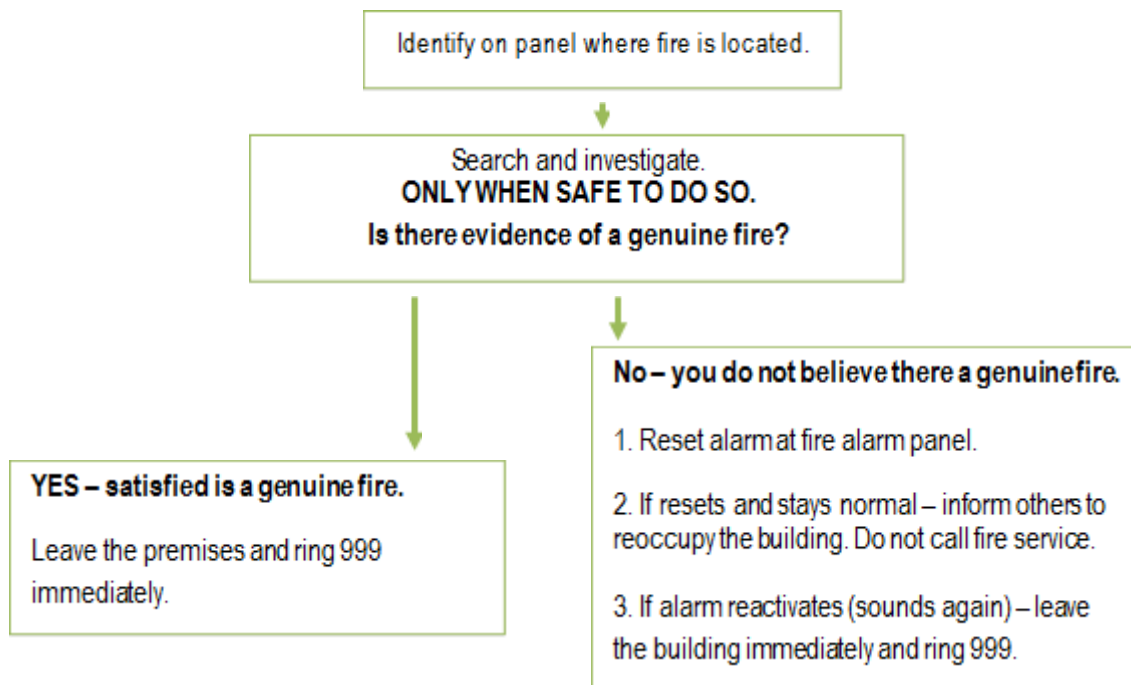 Identify on panel where fire is located.
Search and investigate.
ONLY WHEN SAFE TO DO SO.
Is there evidence of a genuine fire?
YES – satisfied is a genuine fire.
Leave the premises and ring 999
immediately.
No – you do not believe there a genuine fire.
1. Reset alarm at fire alarm panel.
2. If resets and stays normal – inform others to
reoccupy the building. Do not call fire service.
3. If alarm reactivates (sounds again) – leave
the building immediately and ring 999.